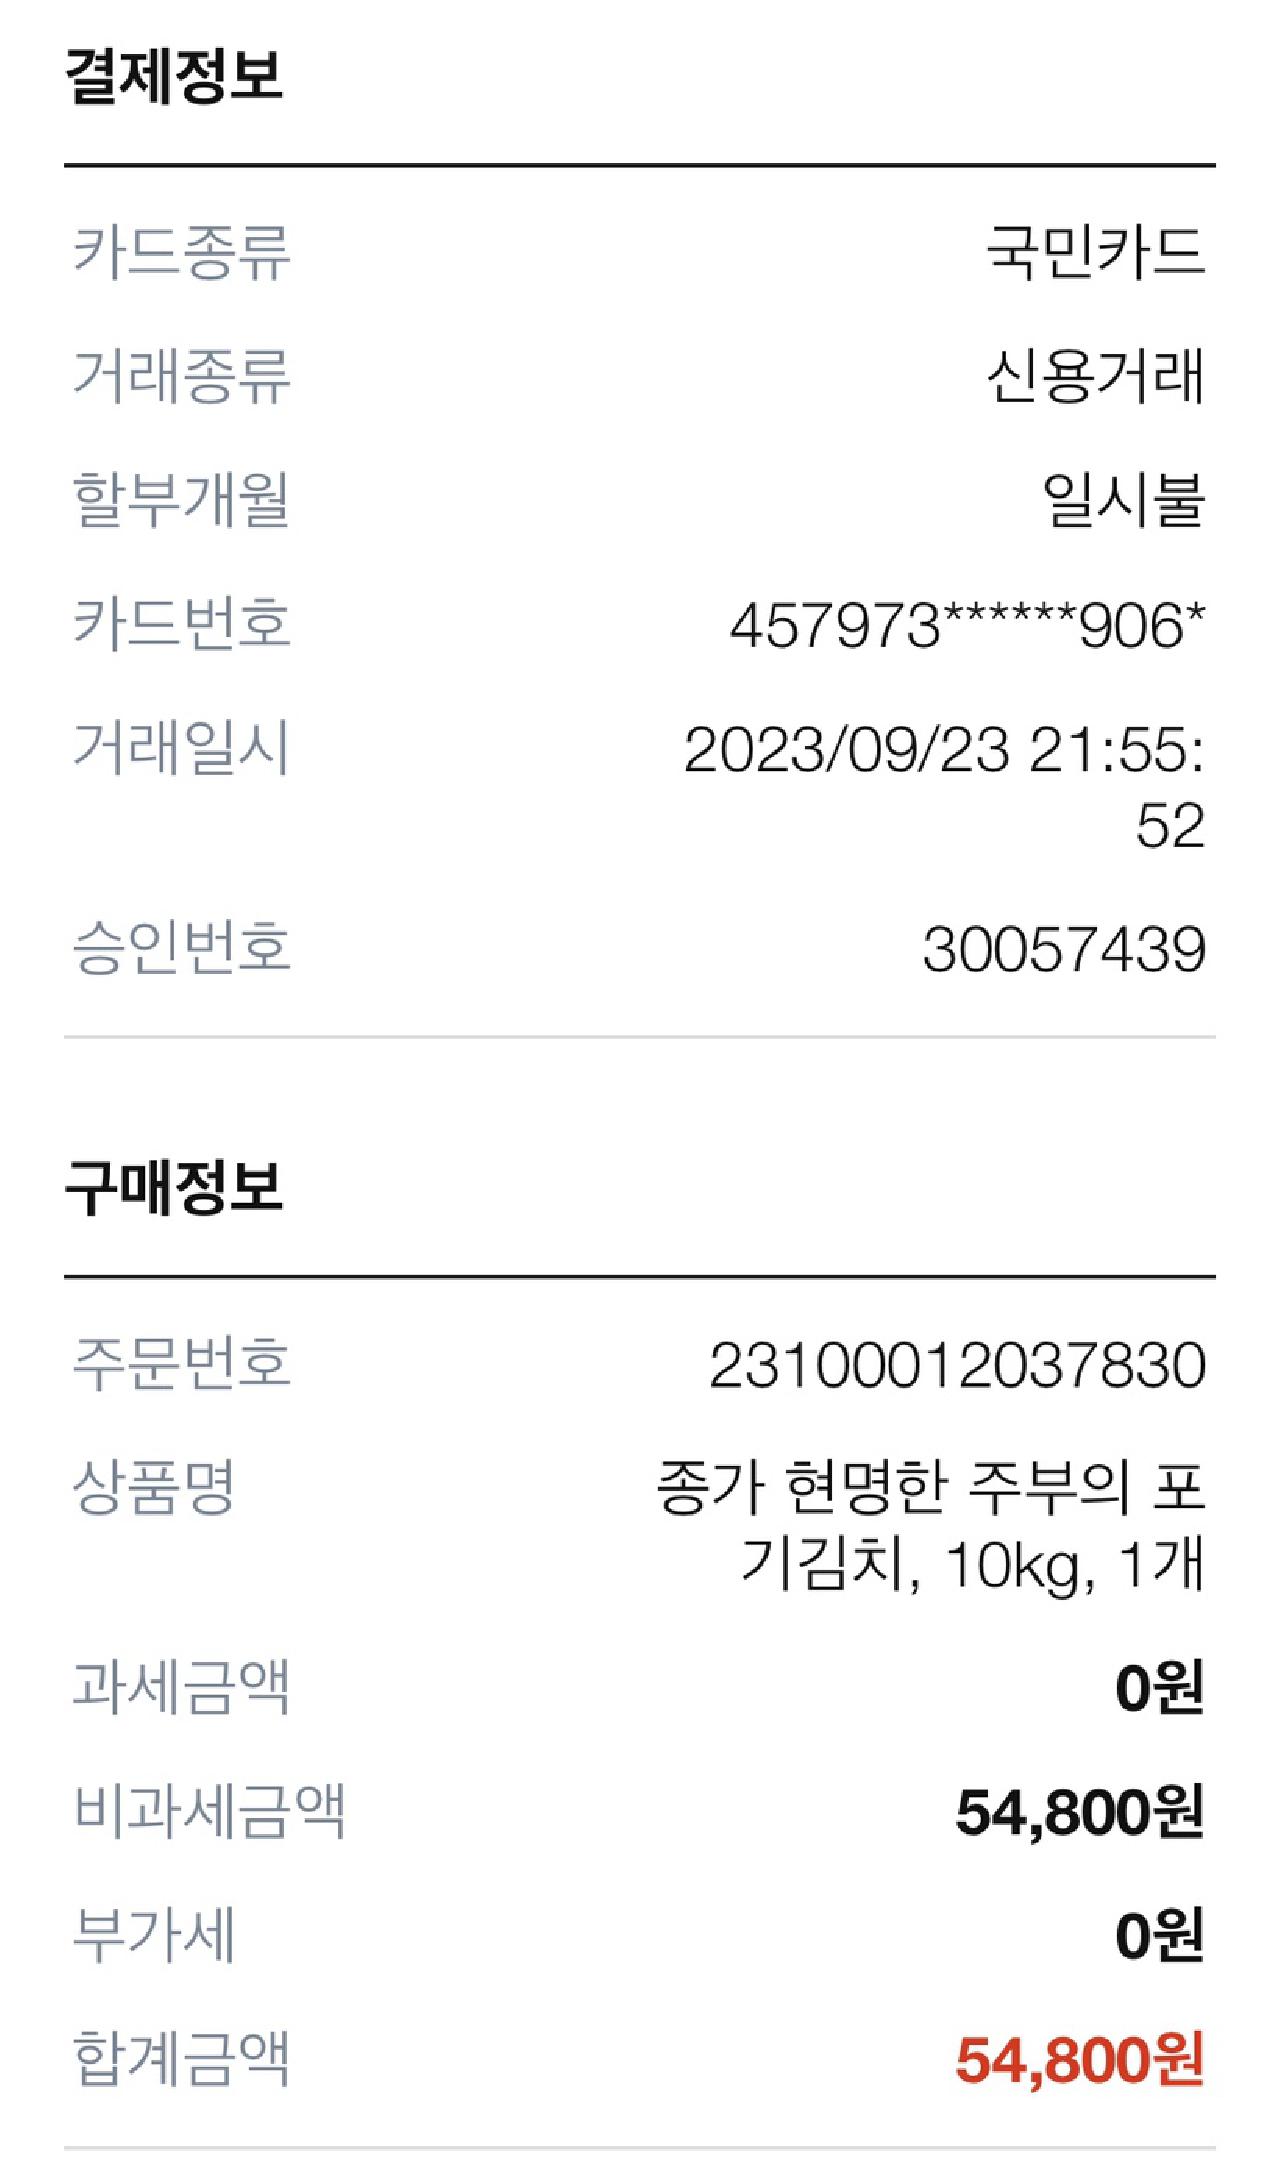 결제정보
카드종류 국민카드
거래종류 신용거래
할부개월 일시불
카드번호 457973******906*
거래일시 2023/09/23 21:55:
52
승인번호 30057439
구매정보
주문번호 23100012037830
상품명 종가 현명한 주부의 포
기김치, 10kg, 1개
과세금액 0원
비과세금액 54,800원
부가세 0원
합계금액 54,800원